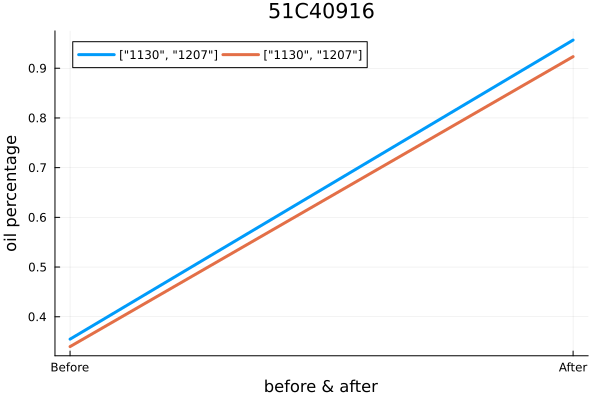 51C40916
["1130", "1207"] ["1130", "1207"]
oil percentage
0.9
0.8
0.7
0.6
0.5
0.4
Before After
before & after